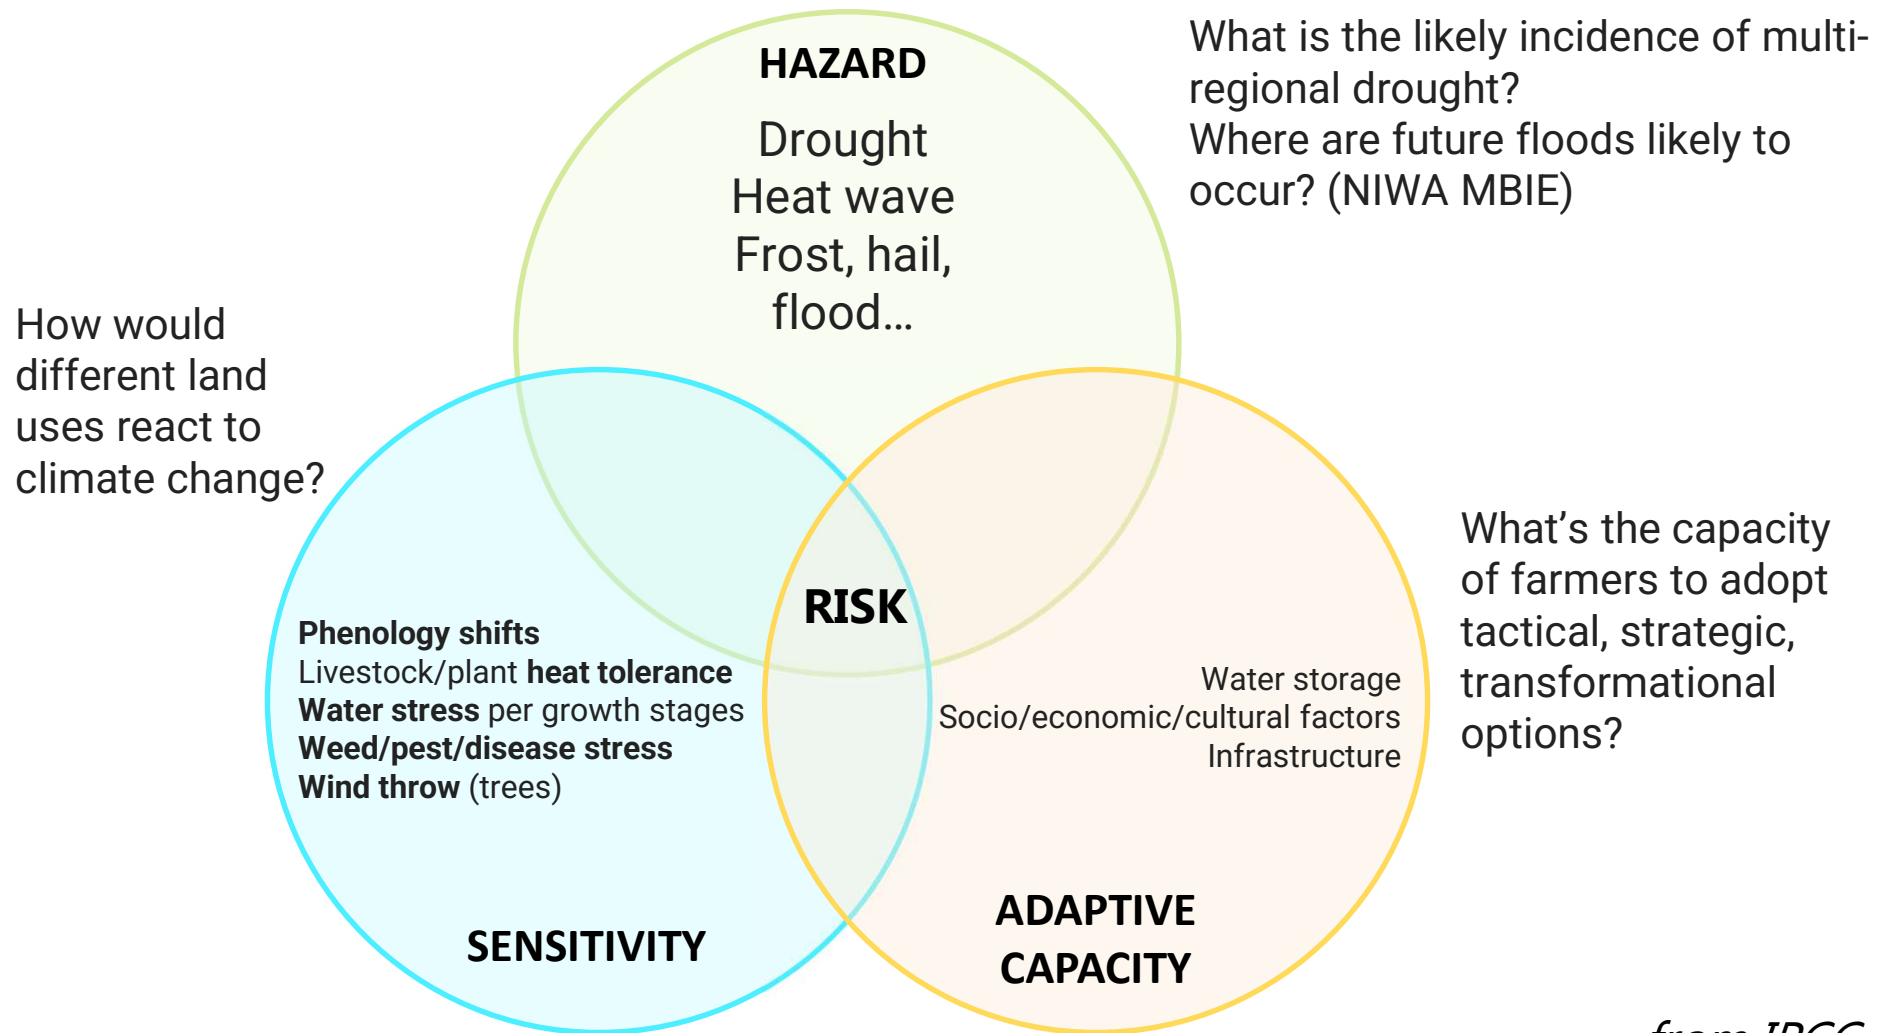 HAZARD
Drought
Heat wave
Frost, hail,
flood…
What is the likely incidence of multi-
regional drought?
Where are future floods likely to
occur? (NIWA MBIE)
How would
different land
uses react to
climate change?
RISK
Phenology shifts
Livestock/plant heat tolerance
Water stress per growth stages
Weed/pest/disease stress
Wind throw (trees)
SENSITIVITY
Water storage
Socio/economic/cultural factors
Infrastructure
ADAPTIVE
CAPACITY
What’s the capacity
of farmers to adopt
tactical, strategic,
transformational
options?
from IPCC